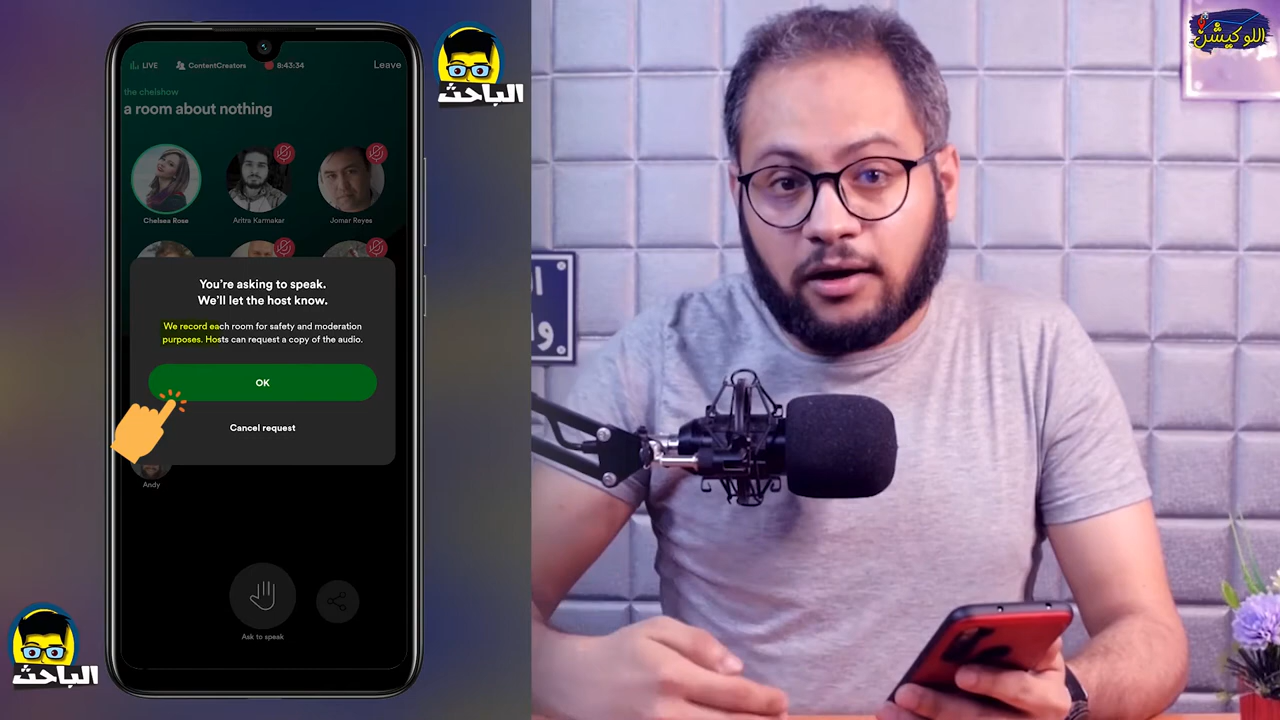 LIVE
ContentCreators
8:43:34
Leave
the chelshow
a room about nothing
Chelsea Rose
Aritra Karmakar
Jomar Reyes
You're asking to speak.
We'll let the host know.
We record each room for safety and moderation
purposes. Hosts can request a copy of the audio.
OK
Cancel request
Andy
Ask to speak
الباحث
الباحث
اللوكيشن